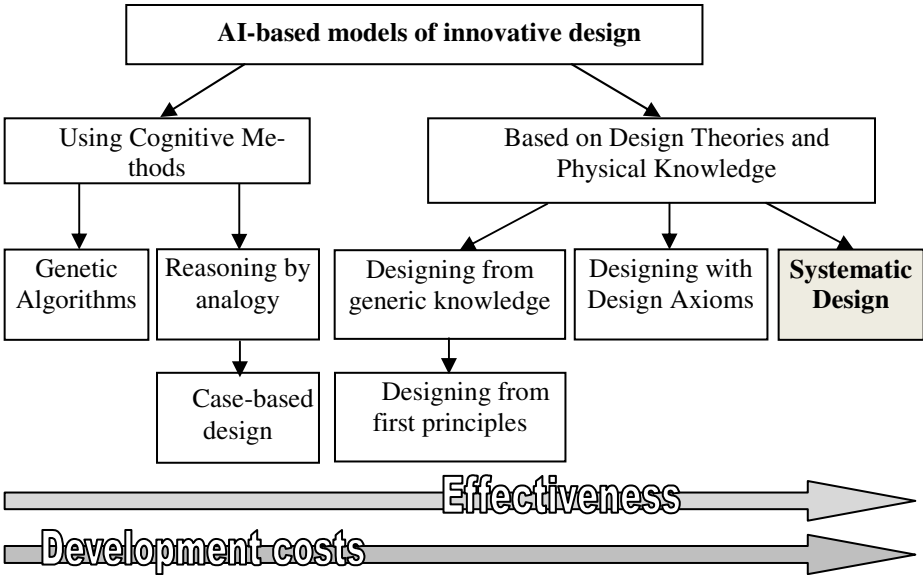 AI-based models of innovative design
Using Cognitive Me-
thods
Based on Design Theories and
Physical Knowledge
Genetic
Algorithms
Reasoning by
analogy
Designing from
generic knowledge
Designing with
Design Axioms
Systematic
Design
Case-based
design
Designing from
first principles
Effectiveness
Development costs